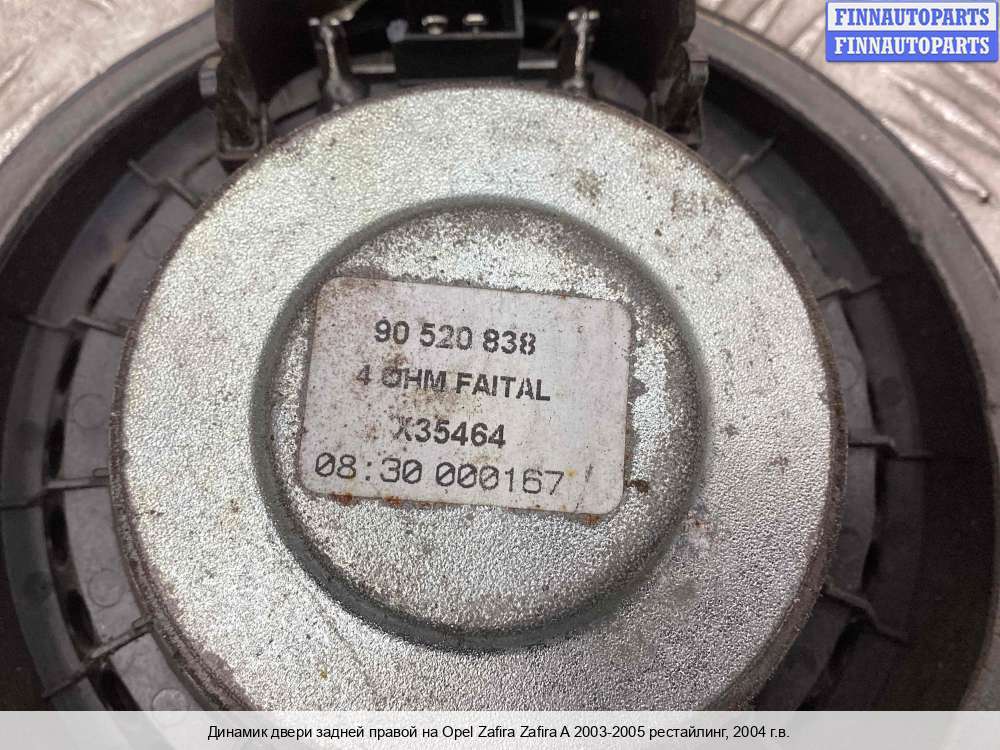 FINNAUTOPARTS
FINNAUTOPARTS
90 520 838
4 OHM FAITAL
X35464
08:30 000167
Динамик двери задней правой на Opel Zafira Zafira A 2003-2005 рестайлинг, 2004 г.в.